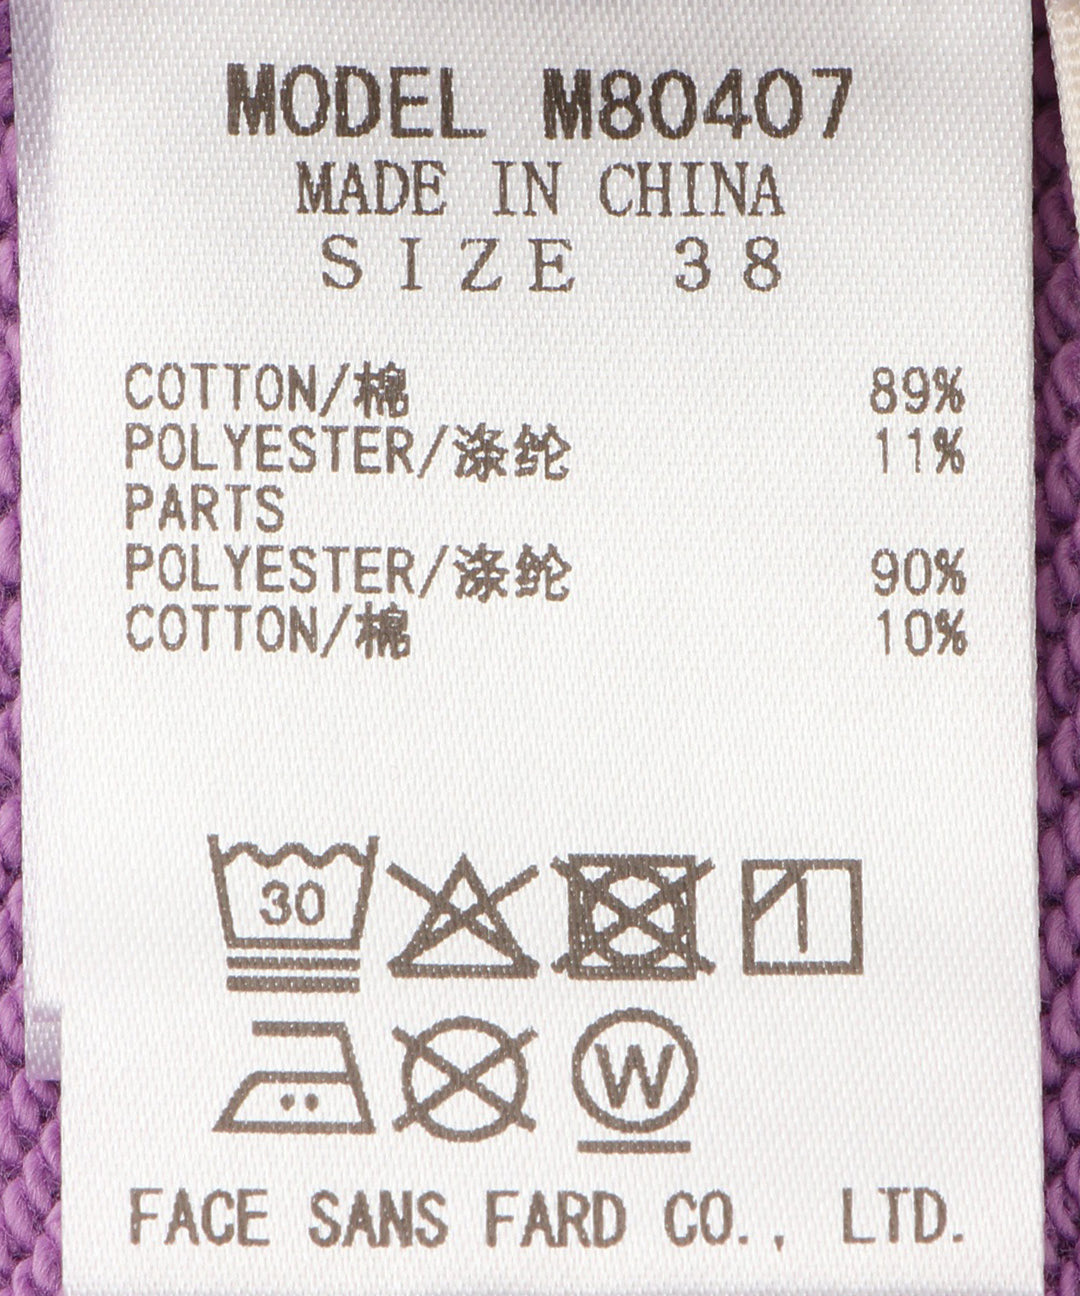 MODEL M80407
MADE IN CHINA
SIZE 38
COTTON/棉 89%
POLYESTER/涤纶 11%
PARTS
POLYESTER/涤纶 90%
COTTON/棉 10%
30
W
FACE SANS FARD CO., LTD.